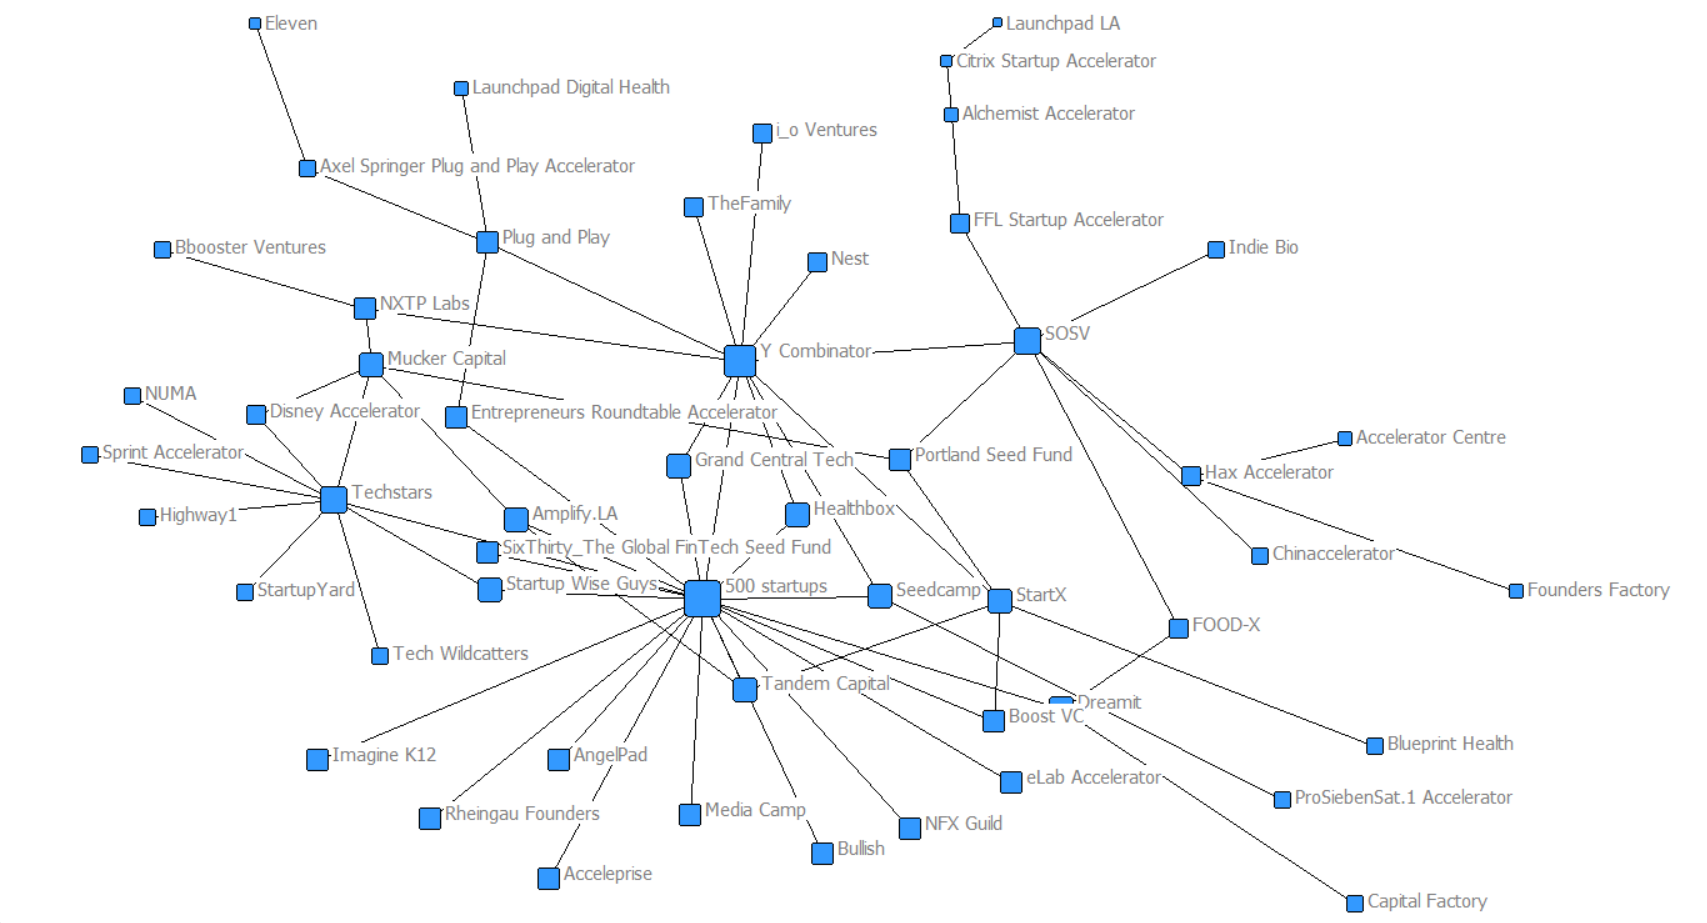 Eleven
Launchpad LA
Citrix Startup Accelerator
Launchpad Digital Health
Alchemist Accelerator
i_o Ventures
Axel Springer Plug and Play Accelerator
TheFamily
FFL Startup Accelerator
Plug and Play
Bbooster Ventures
Indie Bio
Nest
NXTP Labs
SOSV
Y Combinator
Mucker Capital
NUMA
Disney Accelerator
Entrepreneurs Roundtable Accelerator
Accelerator Centre
Sprint Accelerator
Grand Central Tech
Portland Seed Fund
Hax Accelerator
Techstars
Healthbox
Highway1
Amplify.LA
SixThirty_The Global FinTech Seed Fund
Chinaccelerator
Startup Wise Guys
500 startups
Seedcamp
StartX
StartupYard
Founders Factory
FOOD-X
Tech Wildcatters
Tandem Capital
Dreamit
Boost VC
Blueprint Health
Imagine K12
AngelPad
eLab Accelerator
ProSiebenSat.1 Accelerator
Rheingau Founders
Media Camp
NFX Guild
Bullish
Acceleprise
Capital Factory